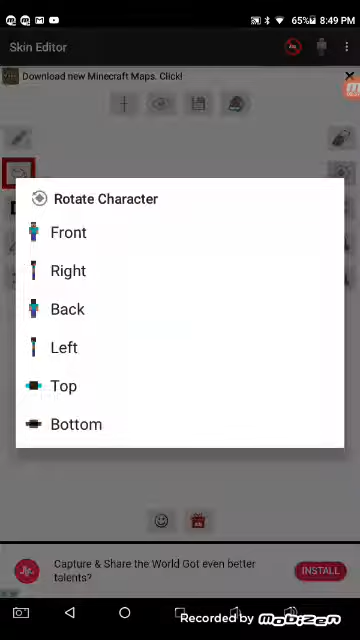 65% 8:49 PM
Skin Editor
Download new Minecraft Maps. Click!
Rotate Character
Front
Right
Back
Left
Top
Bottom
Capture & Share the World Got even better
talents?
INSTALL
Recorded by MOBIZEN